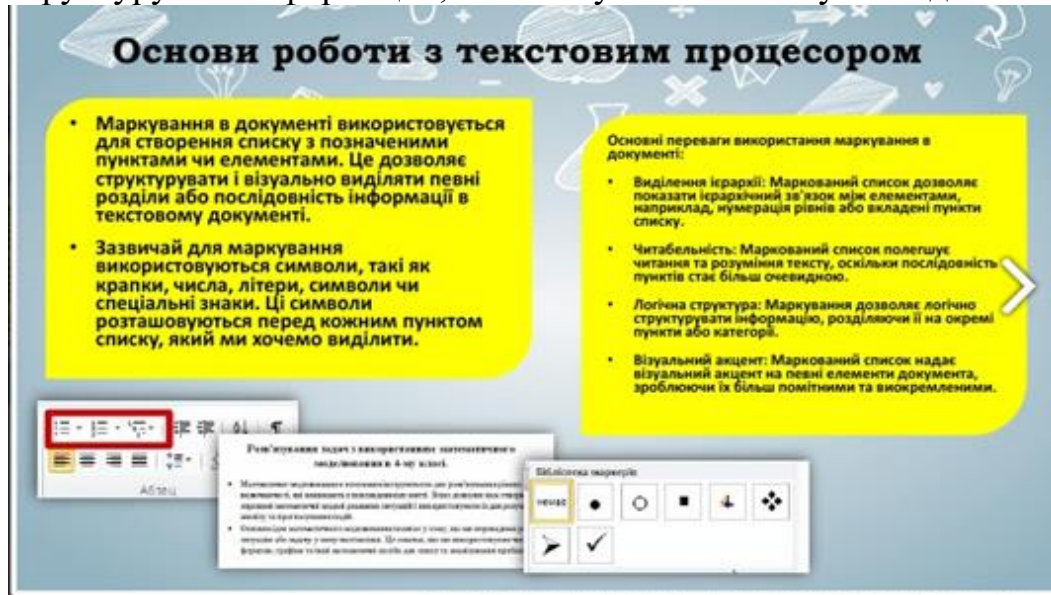 Основи роботи з текстовим процесором
• Маркування в документі використовується
для створення списку з позначеними
пунктами чи елементами. Це дозволяє
структурувати і візуально виділяти певні
розділи або послідовність інформації в
текстовому документі.
• Зазвичай для маркування
використовуються символи, такі як
крапки, числа, літери, символи чи
спеціальні знаки. Ці символи
розташовуються перед кожним пунктом
списку, який ми хочемо виділити.
Основні переваги використання маркування в
документі:
• Виділення ієрархії: Маркований список дозволяє
показати ієрархічний зв'язок між елементами,
наприклад, нумерація рівнів або вкладені пункти
списку.
• Читабельність: Маркований список полегшує
читання та розуміння тексту, оскільки послідовність
пунктів стає більш очевидною.
• Логічна структура: Маркування дозволяє логічно
структурувати інформацію, розділяючи її на окремі
пункти або категорії.
• Візуальний акцент: Маркований список надає
візуальний акцент на певні елементи документа,
зроблюючи їх більш помітними та виокремленими.
Абзац
Розв'язування задач з використанням математичного
моделювання в 4-му класі.
Бібліотека маркерів
немає